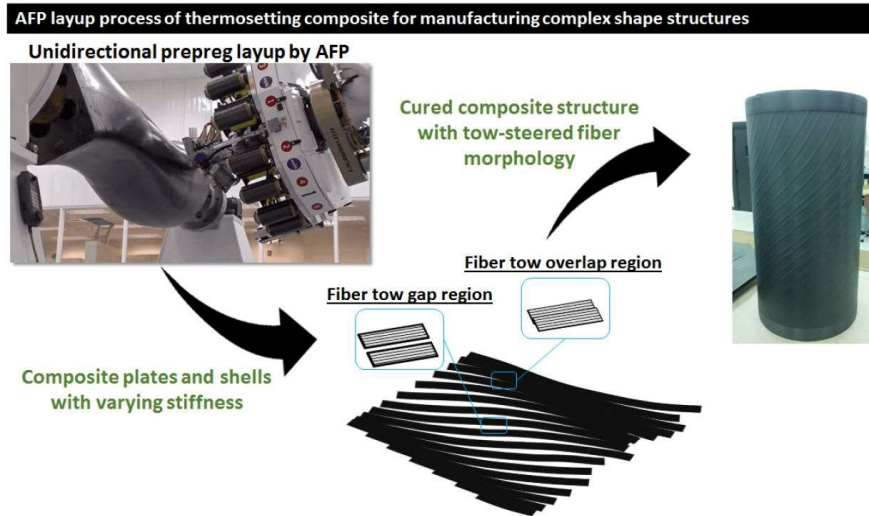 AFP layup process of thermosetting composite for manufacturing complex shape structures
Unidirectional prepreg layup by AFP
Cured composite structure
with tow-steered fiber
morphology
Fiber tow overlap region
Fiber tow gap region
Composite plates and shells
with varying stiffness